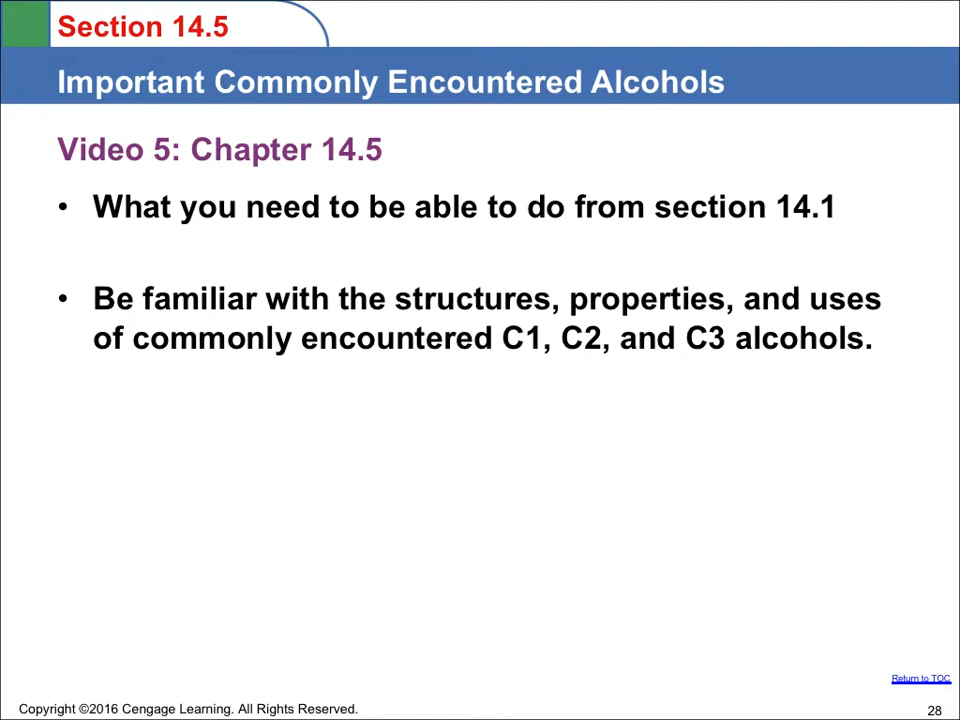 Section 14.5
Important Commonly Encountered Alcohols
Video 5: Chapter 14.5
• What you need to be able to do from section 14.1
• Be familiar with the structures, properties, and uses
of commonly encountered C1, C2, and C3 alcohols.
Return to TOC
Copyright ©2016 Cengage Learning. All Rights Reserved.
28